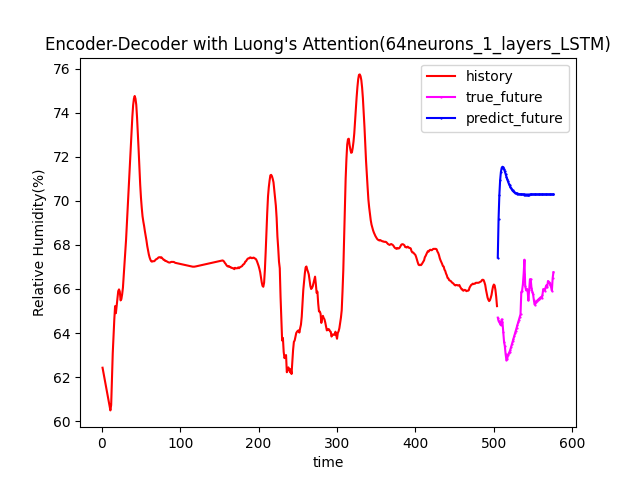 Encoder-Decoder with Luong's Attention(64neurons_1_layers_LSTM)
history
true_future
predict_future
Relative Humidity(%)
76
74
72
70
68
66
64
62
60
0 100 200 300 400 500 600
time